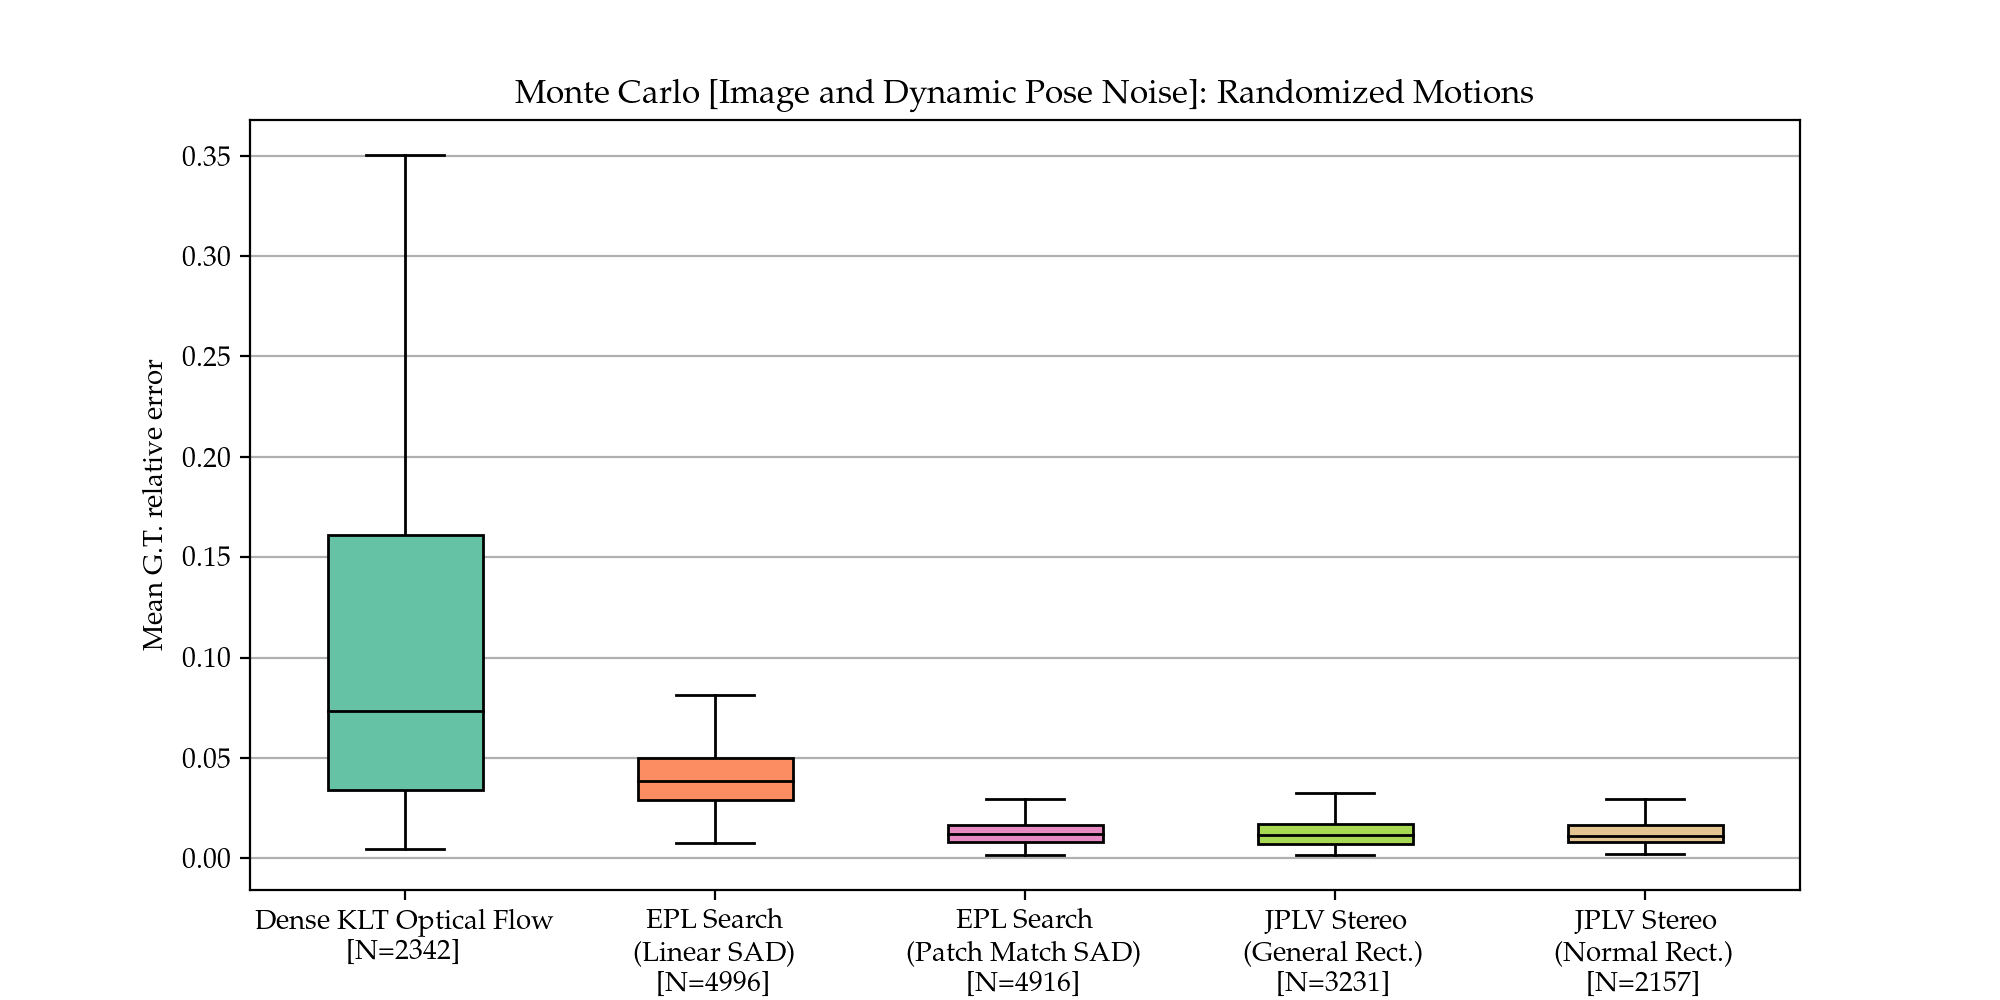 Monte Carlo [Image and Dynamic Pose Noise]: Randomized Motions
Mean G.T. relative error
0.35
0.30
0.25
0.20
0.15
0.10
0.05
0.00
Dense KLT Optical Flow
[N=2342]
EPL Search
(Linear SAD)
[N=4996]
EPL Search
(Patch Match SAD)
[N=4916]
JPLV Stereo
(General Rect.)
[N=3231]
JPLV Stereo
(Normal Rect.)
[N=2157]